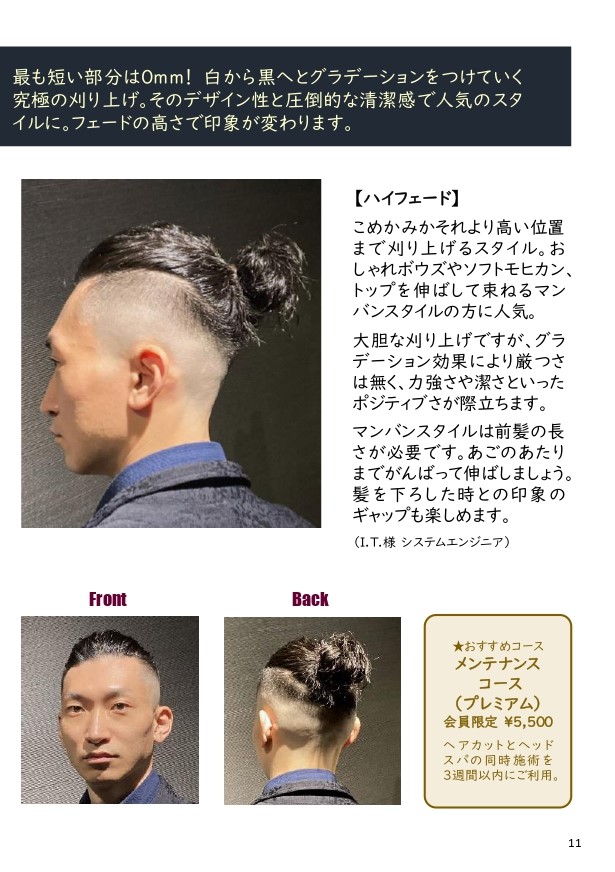 最も短い部分は0mm! 白から黒へとグラデーションをつけていく
究極の刈り上げ。そのデザイン性と圧倒的な清潔感で人気のスタ
イルに。フェードの高さで印象が変わります。
【ハイフェード】
こめかみかそれより高い位置
まで刈り上げるスタイル。お
しゃれボウズやソフトモヒカン、
トップを伸ばして束ねるマン
バンスタイルの方に人気。
大胆な刈り上げですが、グラ
デーション効果により厳つさ
は無く、力強さや潔さといった
ポジティブさが際立ちます。
マンバンスタイルは前髪の長
さが必要です。あごのあたり
までがんばって伸ばしましょう。
髪を下ろした時との印象の
ギャップも楽しめます。
（I.T.様 システムエンジニア）
Front
Back
★おすすめコース
メンテナンス
コース
（プレミアム）
会員限定 ¥5,500
ヘアカットとヘッド
スパの同時施術を
3週間以内にご利用。
11